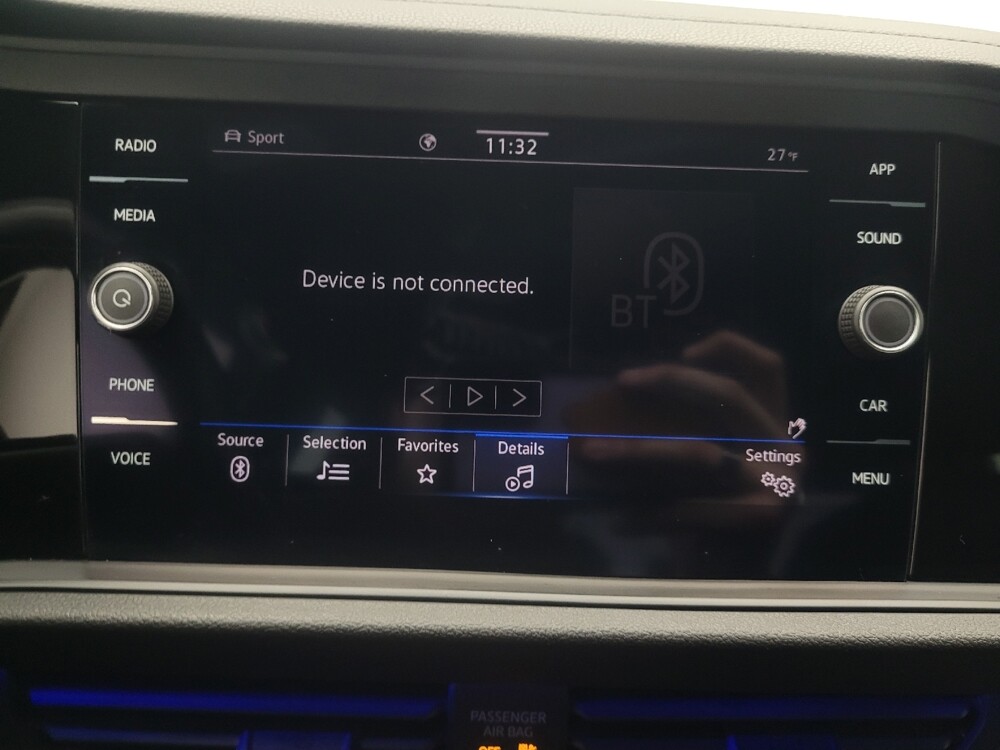 RADIO
MEDIA
PHONE
VOICE
Sport
11:32
27°F
Device is not connected.
BT
Source
Selection
Favorites
Details
Settings
APP
SOUND
CAR
MENU
PASSENGER
AIR BAG
OFF